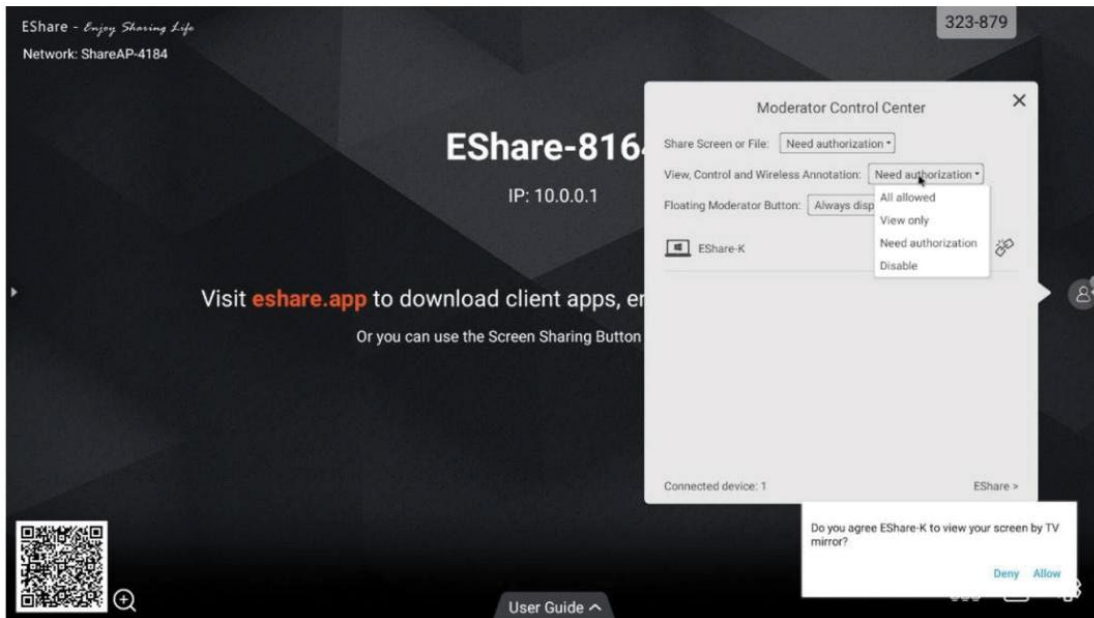 EShare - Enjoy Sharing Life
323-879
Network: ShareAP-4184
Moderator Control Center
Share Screen or File: Need authorization
EShare-816
View, Control and Wireless Annotation: Need authorization
IP: 10.0.0.1
All allowed
Floating Moderator Button: Always disp
View only
Need authorization
EShare-K
Disable
Visit eshare.app to download client apps, er
Or you can use the Screen Sharing Button
Connected device: 1
EShare >
Do you agree EShare-K to view your screen by TV
mirror?
Deny Allow
User Guide